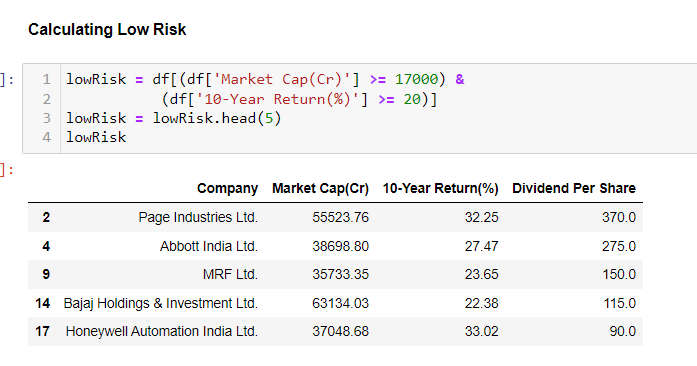 Calculating Low Risk
]: 1 lowRisk = df[(df['Market Cap(Cr)'] >= 17000) &
2 (df['10-Year Return(%)'] >= 20)]
3 lowRisk = lowRisk.head(5)
4 lowRisk
]:
Company Market Cap(Cr) 10-Year Return(%) Dividend Per Share
2 Page Industries Ltd. 55523.76 32.25 370.0
4 Abbott India Ltd. 38698.80 27.47 275.0
9 MRF Ltd. 35733.35 23.65 150.0
14 Bajaj Holdings & Investment Ltd. 63134.03 22.38 115.0
17 Honeywell Automation India Ltd. 37048.68 33.02 90.0